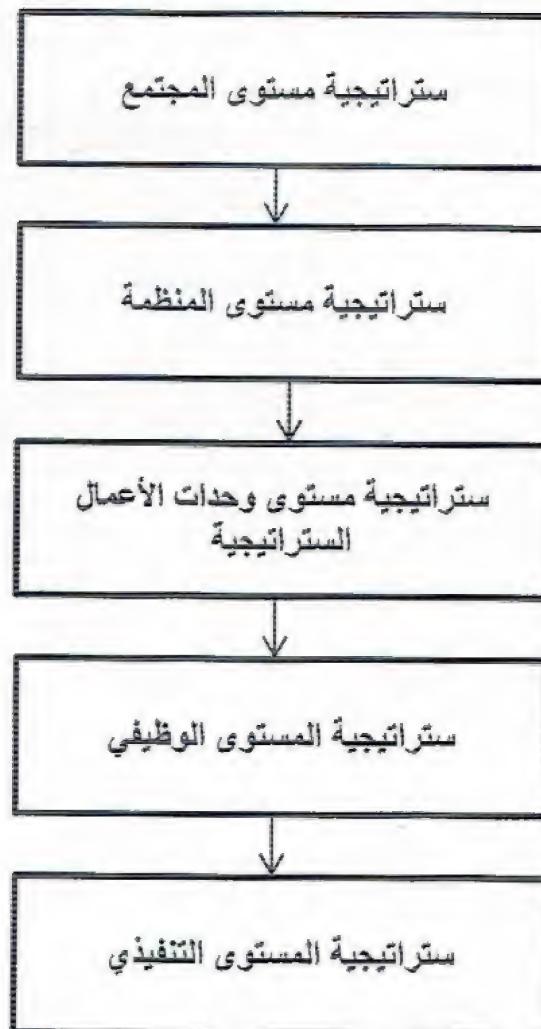 ستراتيجية مستوى المجتمع
ستراتيجية مستوى المنظمة
ستراتيجية مستوى وحدات الأعمال
الستراتيجية
ستراتيجية المستوى الوظيفي
ستراتيجية المستوى التنفيذي